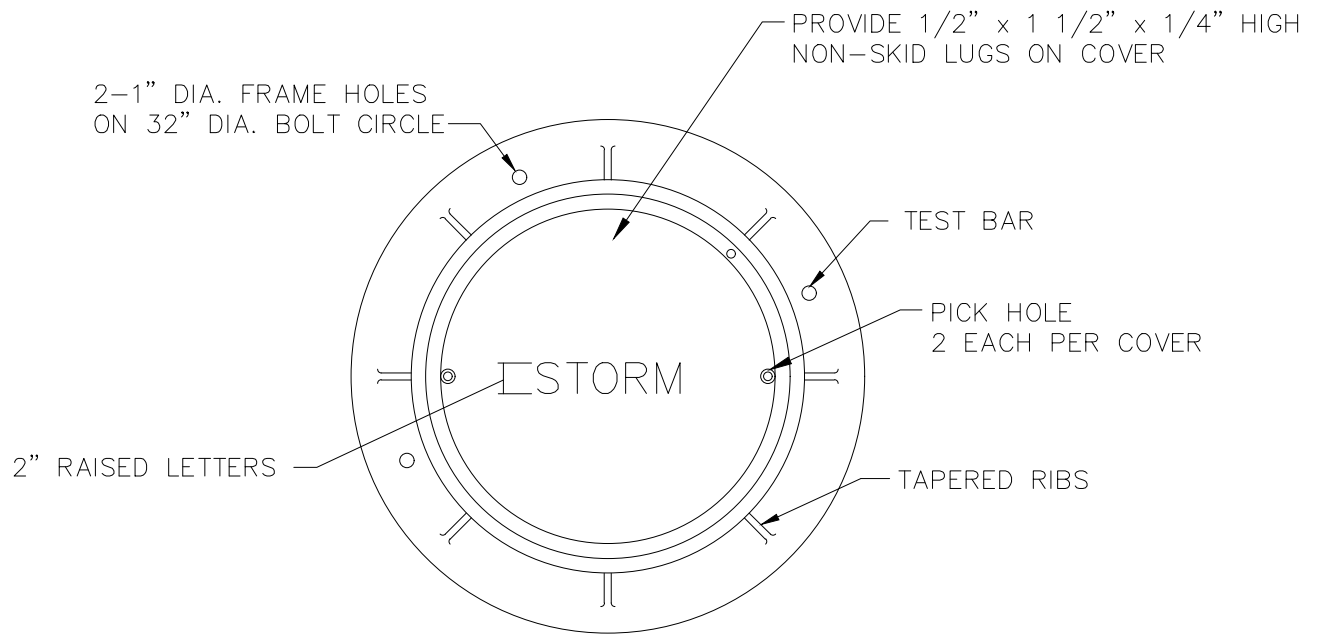 PROVIDE 1/2” x 1 1/2” x 1/4” HIGH
NON-SKID LUGS ON COVER
2-1” DIA. FRAME HOLES
ON 32” DIA. BOLT CIRCLE
TEST BAR
PICK HOLE
2 EACH PER COVER
STORM
2” RAISED LETTERS
TAPERED RIBS